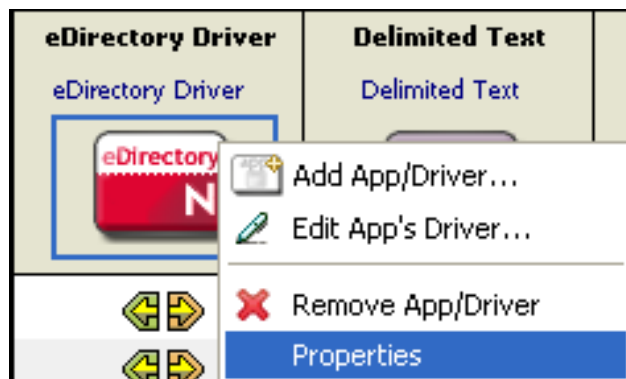 eDirectory Driver
Delimited Text
eDirectory Driver
Delimited Text
eDirectory
N
Add App/Driver...
Edit App's Driver...
Remove App/Driver
Properties